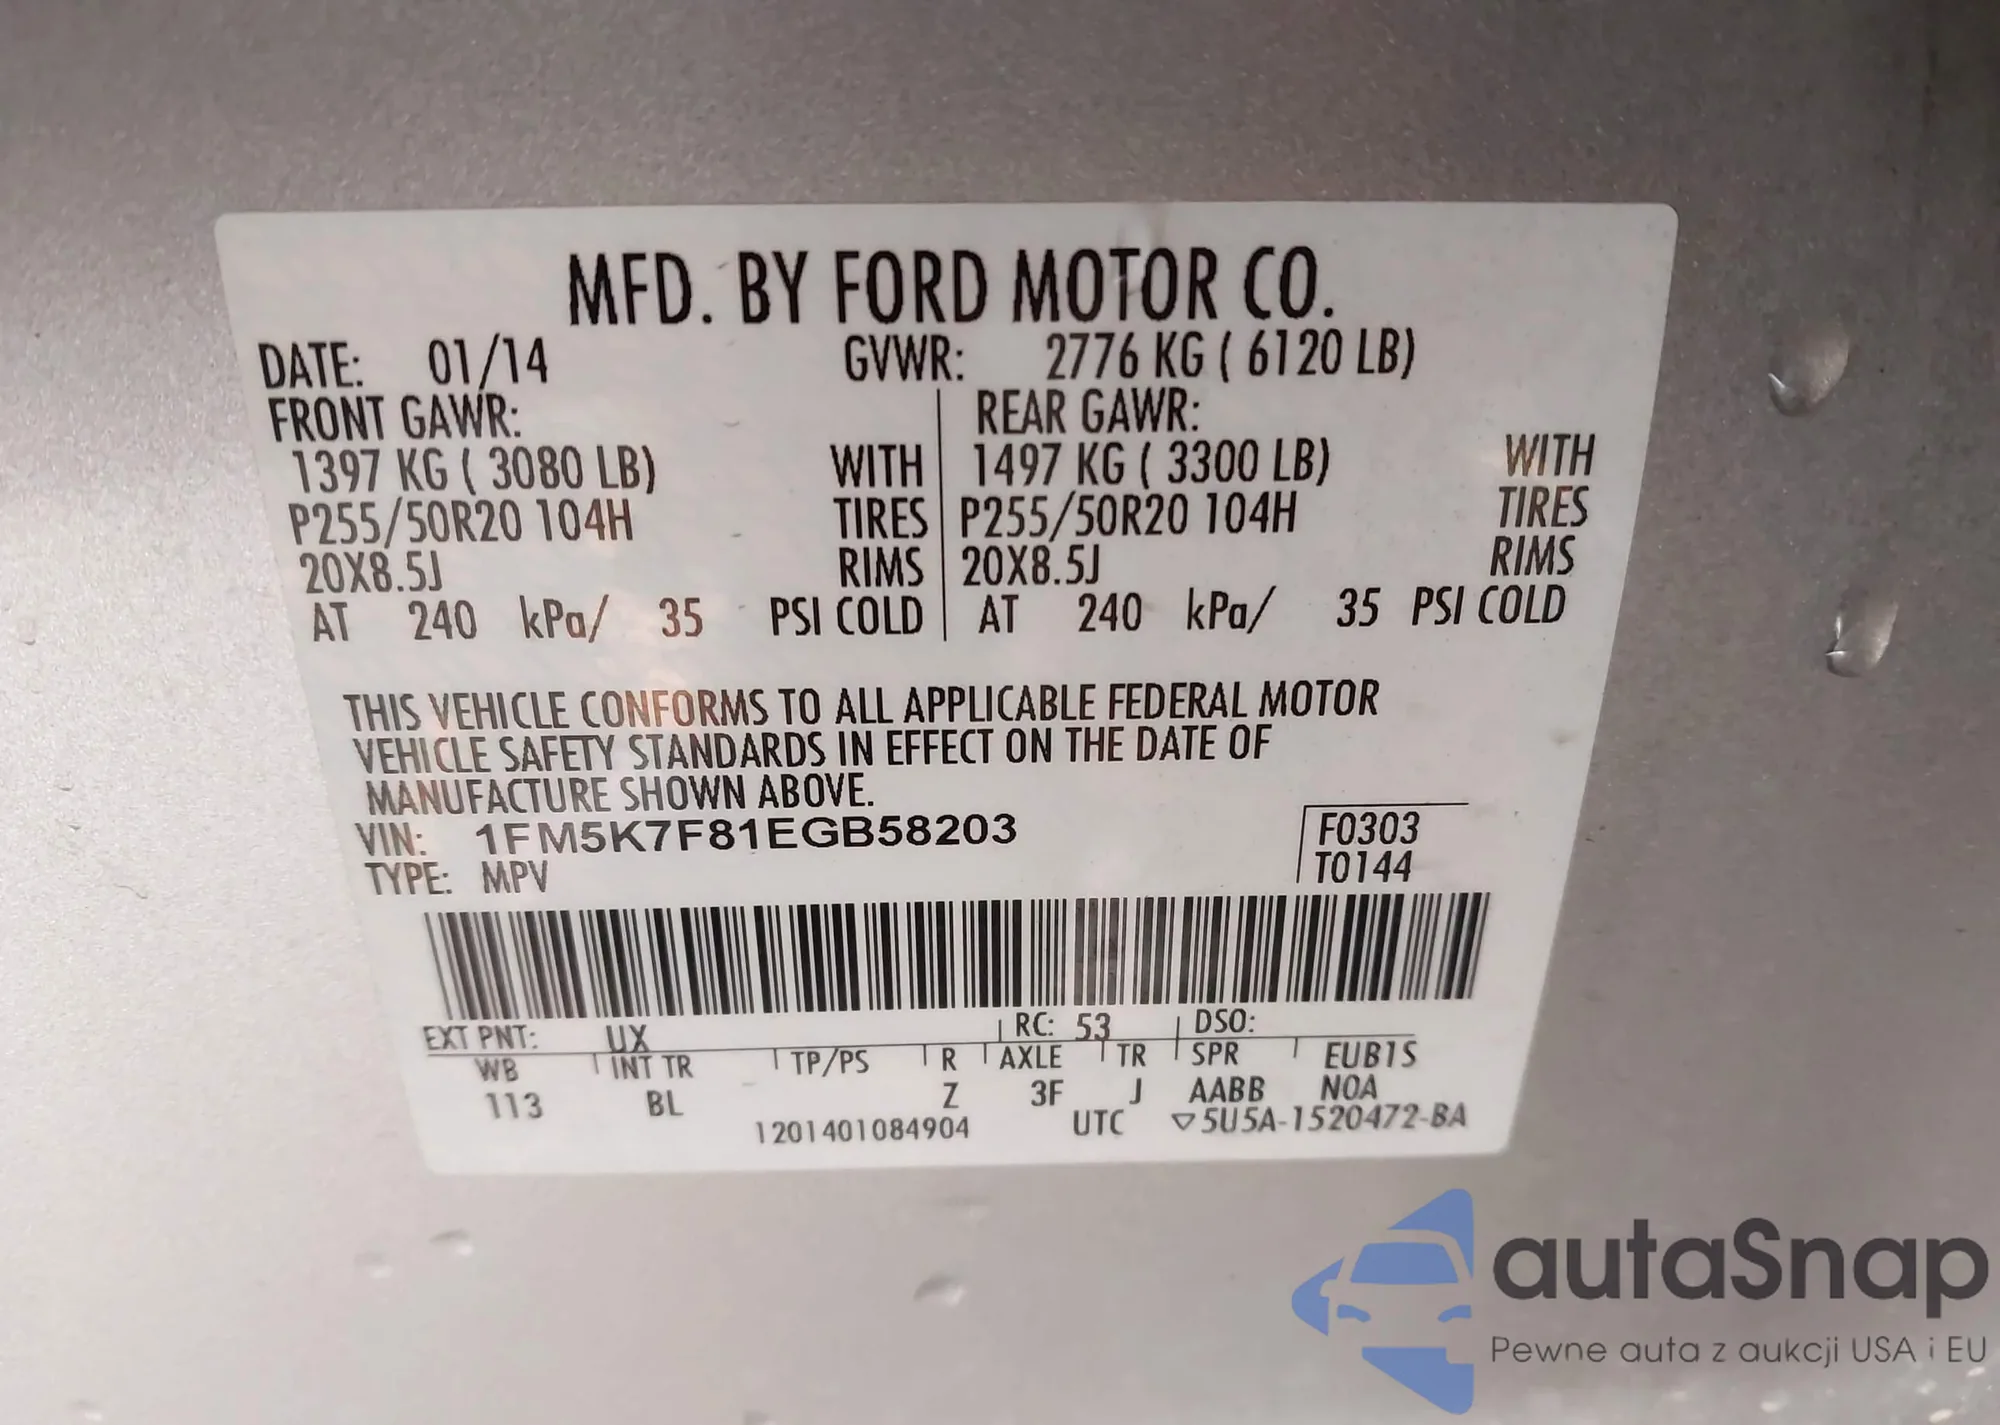 MFD. BY FORD MOTOR CO.
DATE: 01/14 GVWR: 2776 KG ( 6120 LB)
FRONT GAWR: REAR GAWR:
1397 KG ( 3080 LB) WITH 1497 KG ( 3300 LB) WITH
P255/50R20 104H TIRES P255/50R20 104H TIRES
20X8.5J RIMS 20X8.5J RIMS
AT 240 kPa/ 35 PSI COLD AT 240 kPa/ 35 PSI COLD
THIS VEHICLE CONFORMS TO ALL APPLICABLE FEDERAL MOTOR
VEHICLE SAFETY STANDARDS IN EFFECT ON THE DATE OF
MANUFACTURE SHOWN ABOVE.
VIN: 1FM5K7F81EGB58203 F0303
TYPE: MPV T0144
EXT PNT: UX RC: 53 DSO:
WB INT TR TP/PS R AXLE TR SPR EUB1S
113 BL Z 3F J AABB NOA
1201401084904 UTC ▽5U5A-1520472-BA
autaSnap
Pewne auta z aukcji USA i EU